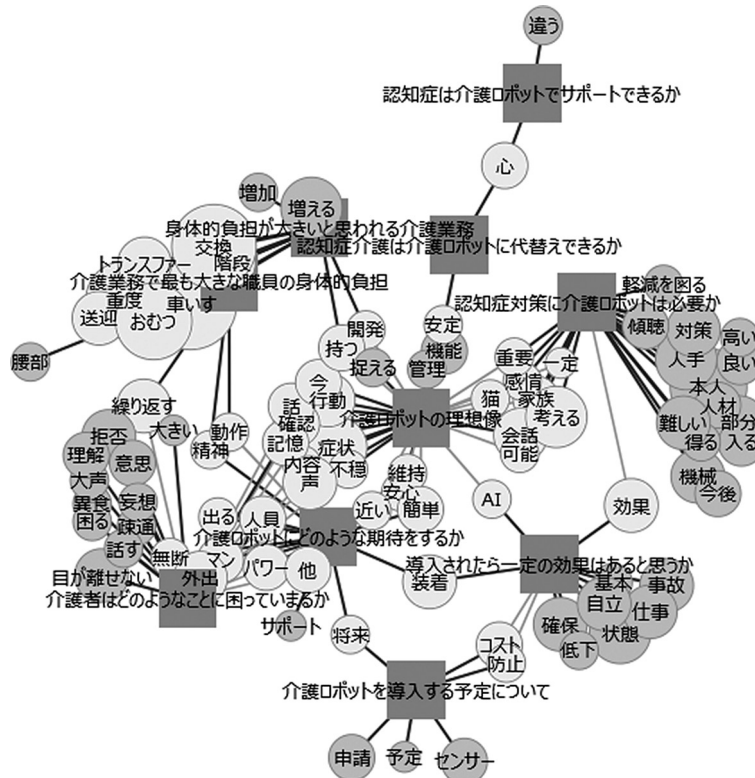 違う
認知症は介護ロボットでサポートできるか
心
増加
増える
身体的負担が大きいと思われる介護業務
認知症介護は介護ロボットに代替えできるか
交換
階段
トランスファー
介護業務で最も大きな職員の身体的負担
重度
車いす
送迎
おむつ
腰部
軽減を図る
認知症対策に介護ロボットは必要か
傾聴
対策
高い
人手
良い
本人
人材
部分
難しい
得る
入る
機械
今後
開発
持つ
捉える
安定
機能
管理
重要
一定
感情
猫
家族
考える
会話
可能
介護ロボットの理想像
今
行動
話
確認
記憶
症状
内容
不穏
声
繰り返す
大きい
動作
精神
拒否
理解
意思
大声
異食
妄想
困る
疎通
話す
無断
目が離せない
外出
介護者はどのようなことに困っていまるか
出る
人員
マン
パワー
他
サポート
介護ロボットにどのような期待をするか
維持
安心
近い
簡単
AI
効果
導入されたら一定の効果はあると思うか
装着
基本
事故
自立
仕事
確保
状態
低下
将来
コスト
防止
介護ロボットを導入する予定について
申請
予定
センサー